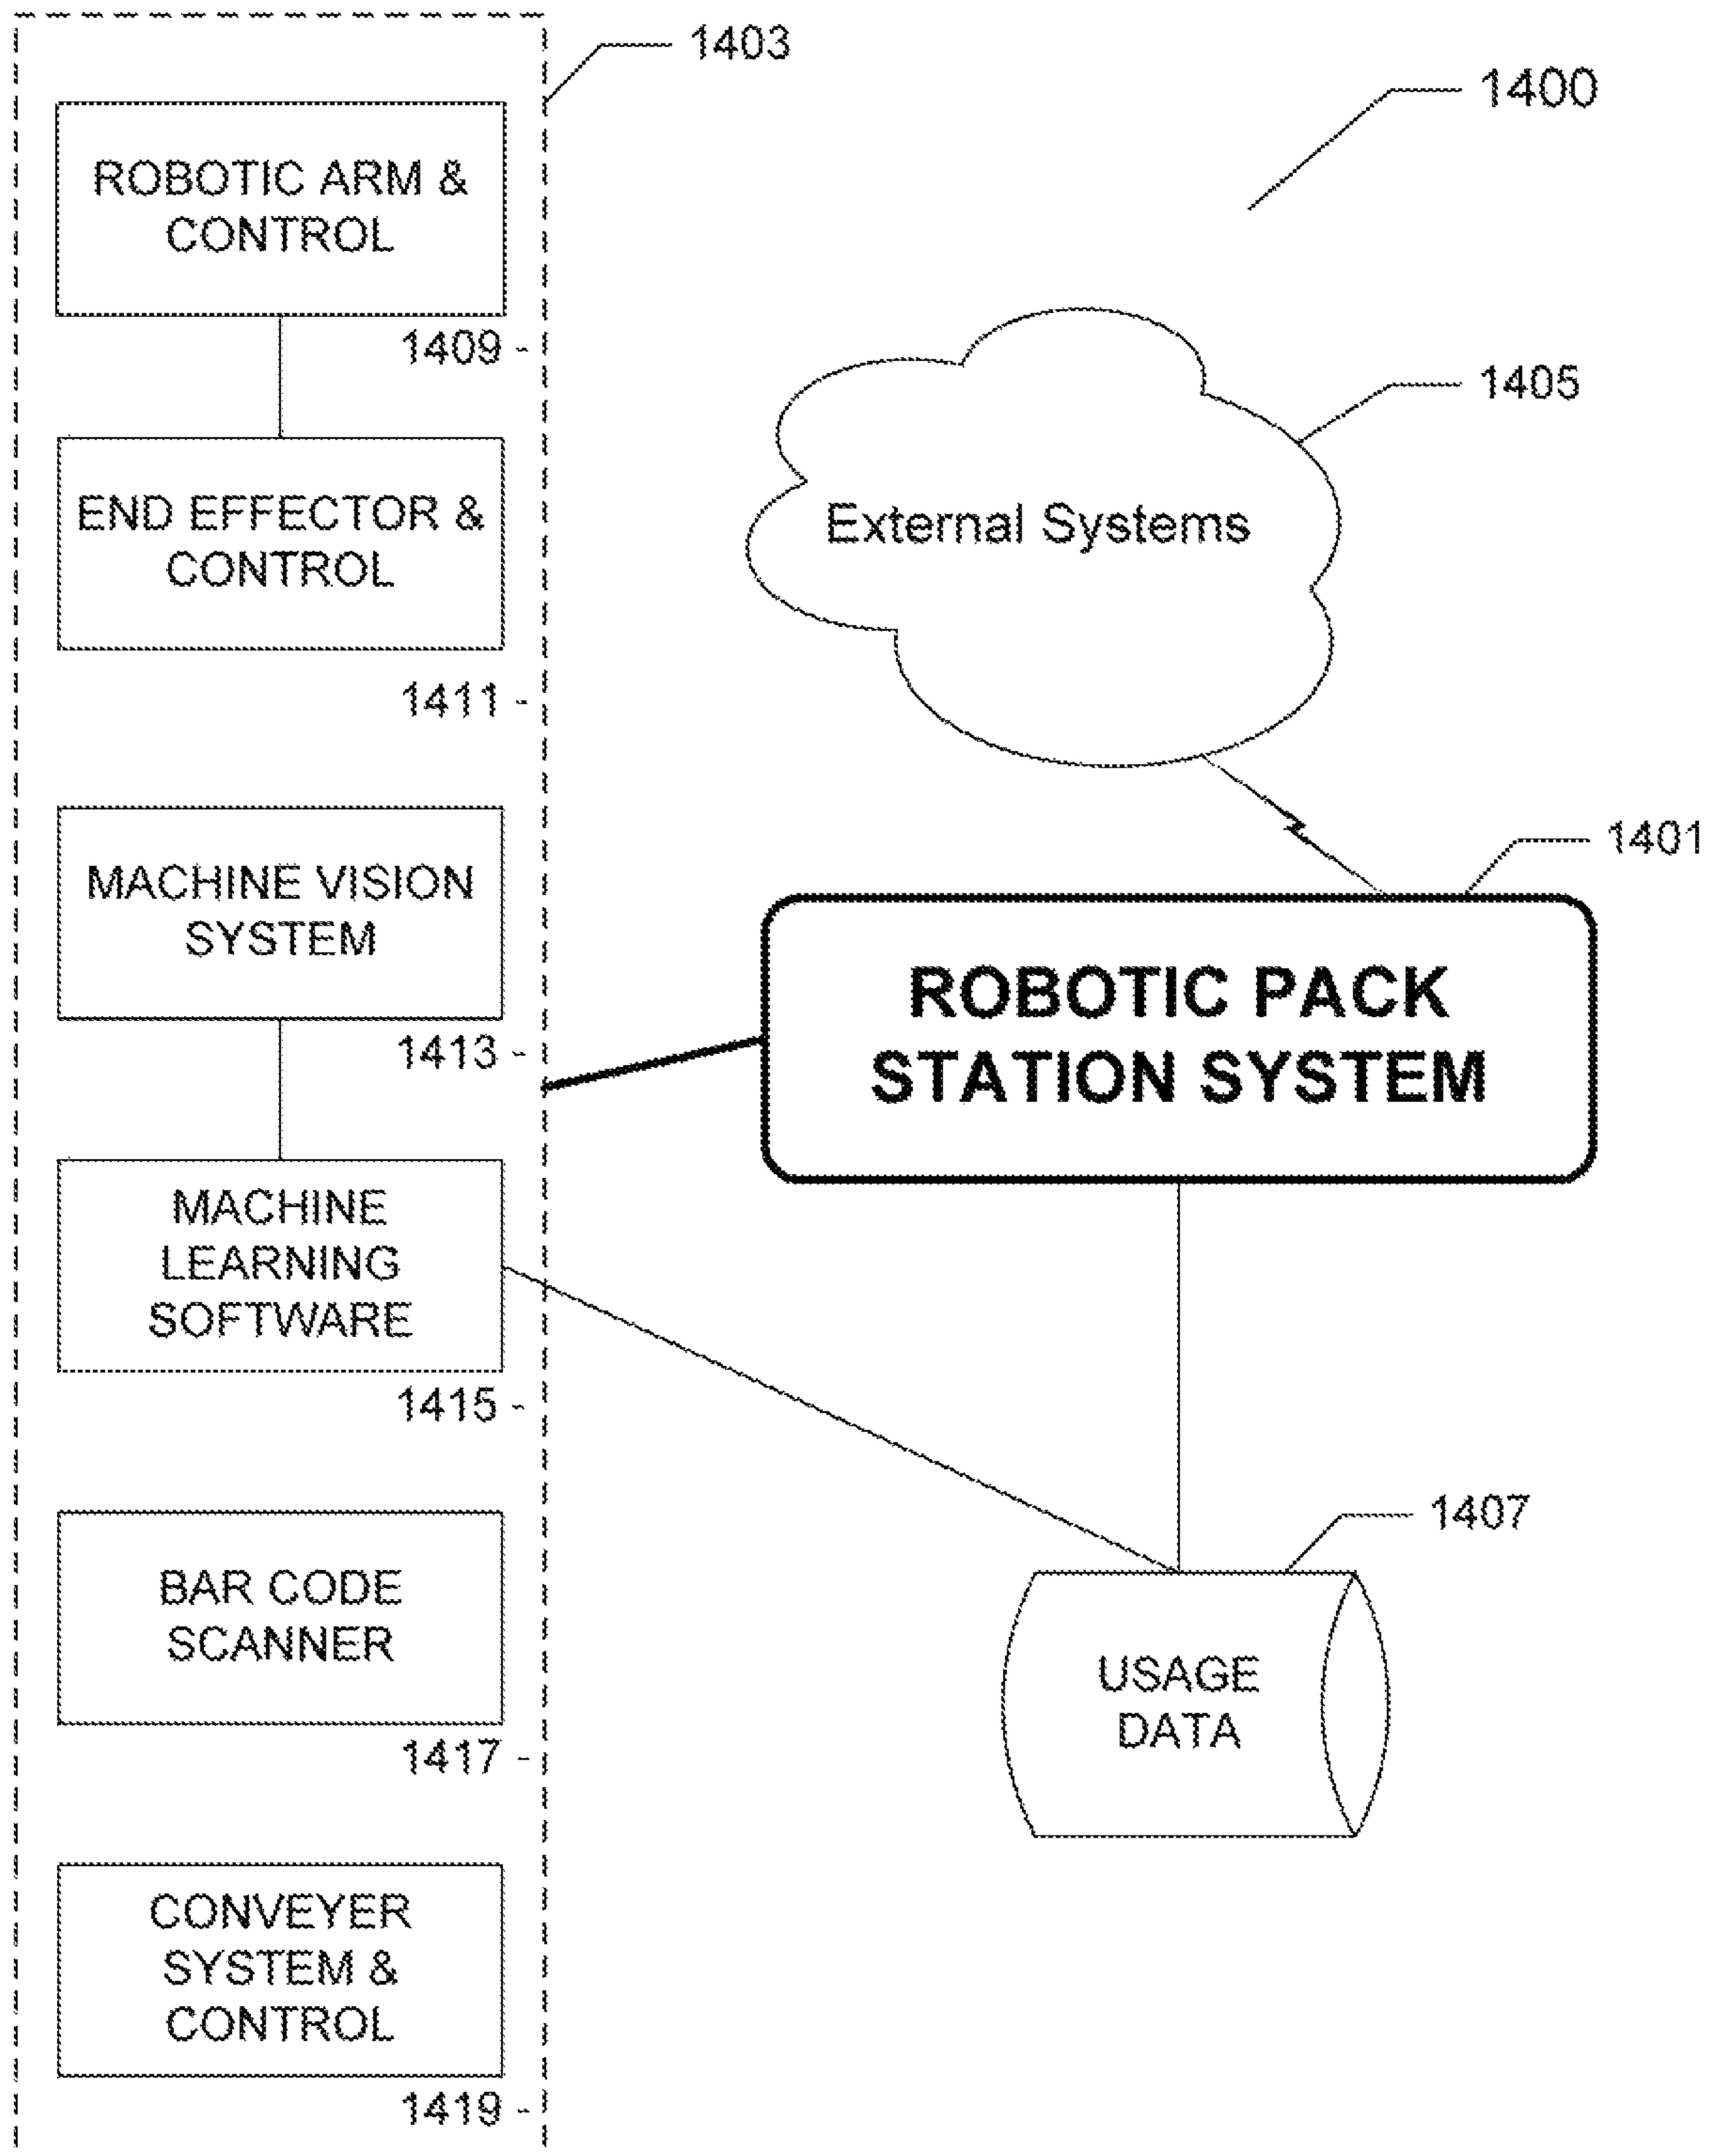 1403
1400
ROBOTIC ARM &
CONTROL
1409
1405
END EFFECTOR &
CONTROL
External Systems
1411
1401
MACHINE VISION
SYSTEM
1413
ROBOTIC PACK
STATION SYSTEM
MACHINE
LEARNING
SOFTWARE
1415
1407
BAR CODE
SCANNER
1417
USAGE
DATA
CONVEYER
SYSTEM &
CONTROL
1419